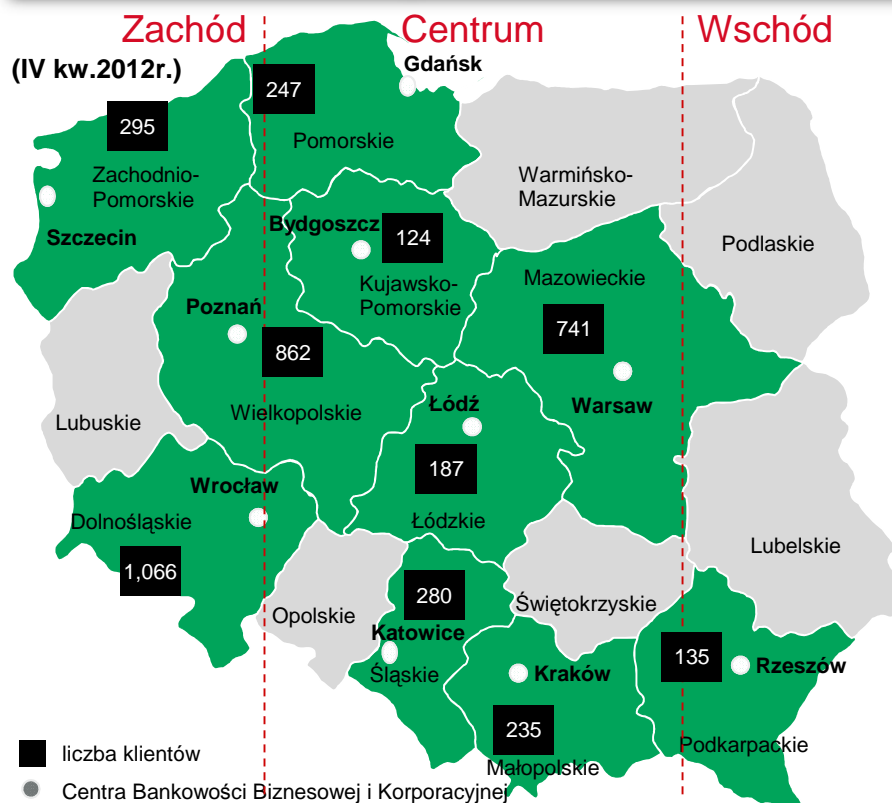 Zachód
Centrum
Wschód
(IV kw.2012r.)
Gdańsk
247
295
Pomorskie
Zachodnio-
Pomorskie
Warmińsko-
Mazurskie
Szczecin
Bydgoszcz
124
Podlaskie
Kujawsko-
Pomorskie
Mazowieckie
Poznań
741
862
Wielkopolskie
Łódź
Warsaw
Lubuskie
187
Wrocław
Dolnośląskie
Łódzkie
1,066
Lubelskie
280
Opolskie
Świętokrzyskie
Katowice
Śląskie
Kraków
135
Rzeszów
235
Małopolskie
Podkarpackie
liczba klientów
Centra Bankowości Biznesowej i Korporacyjnej